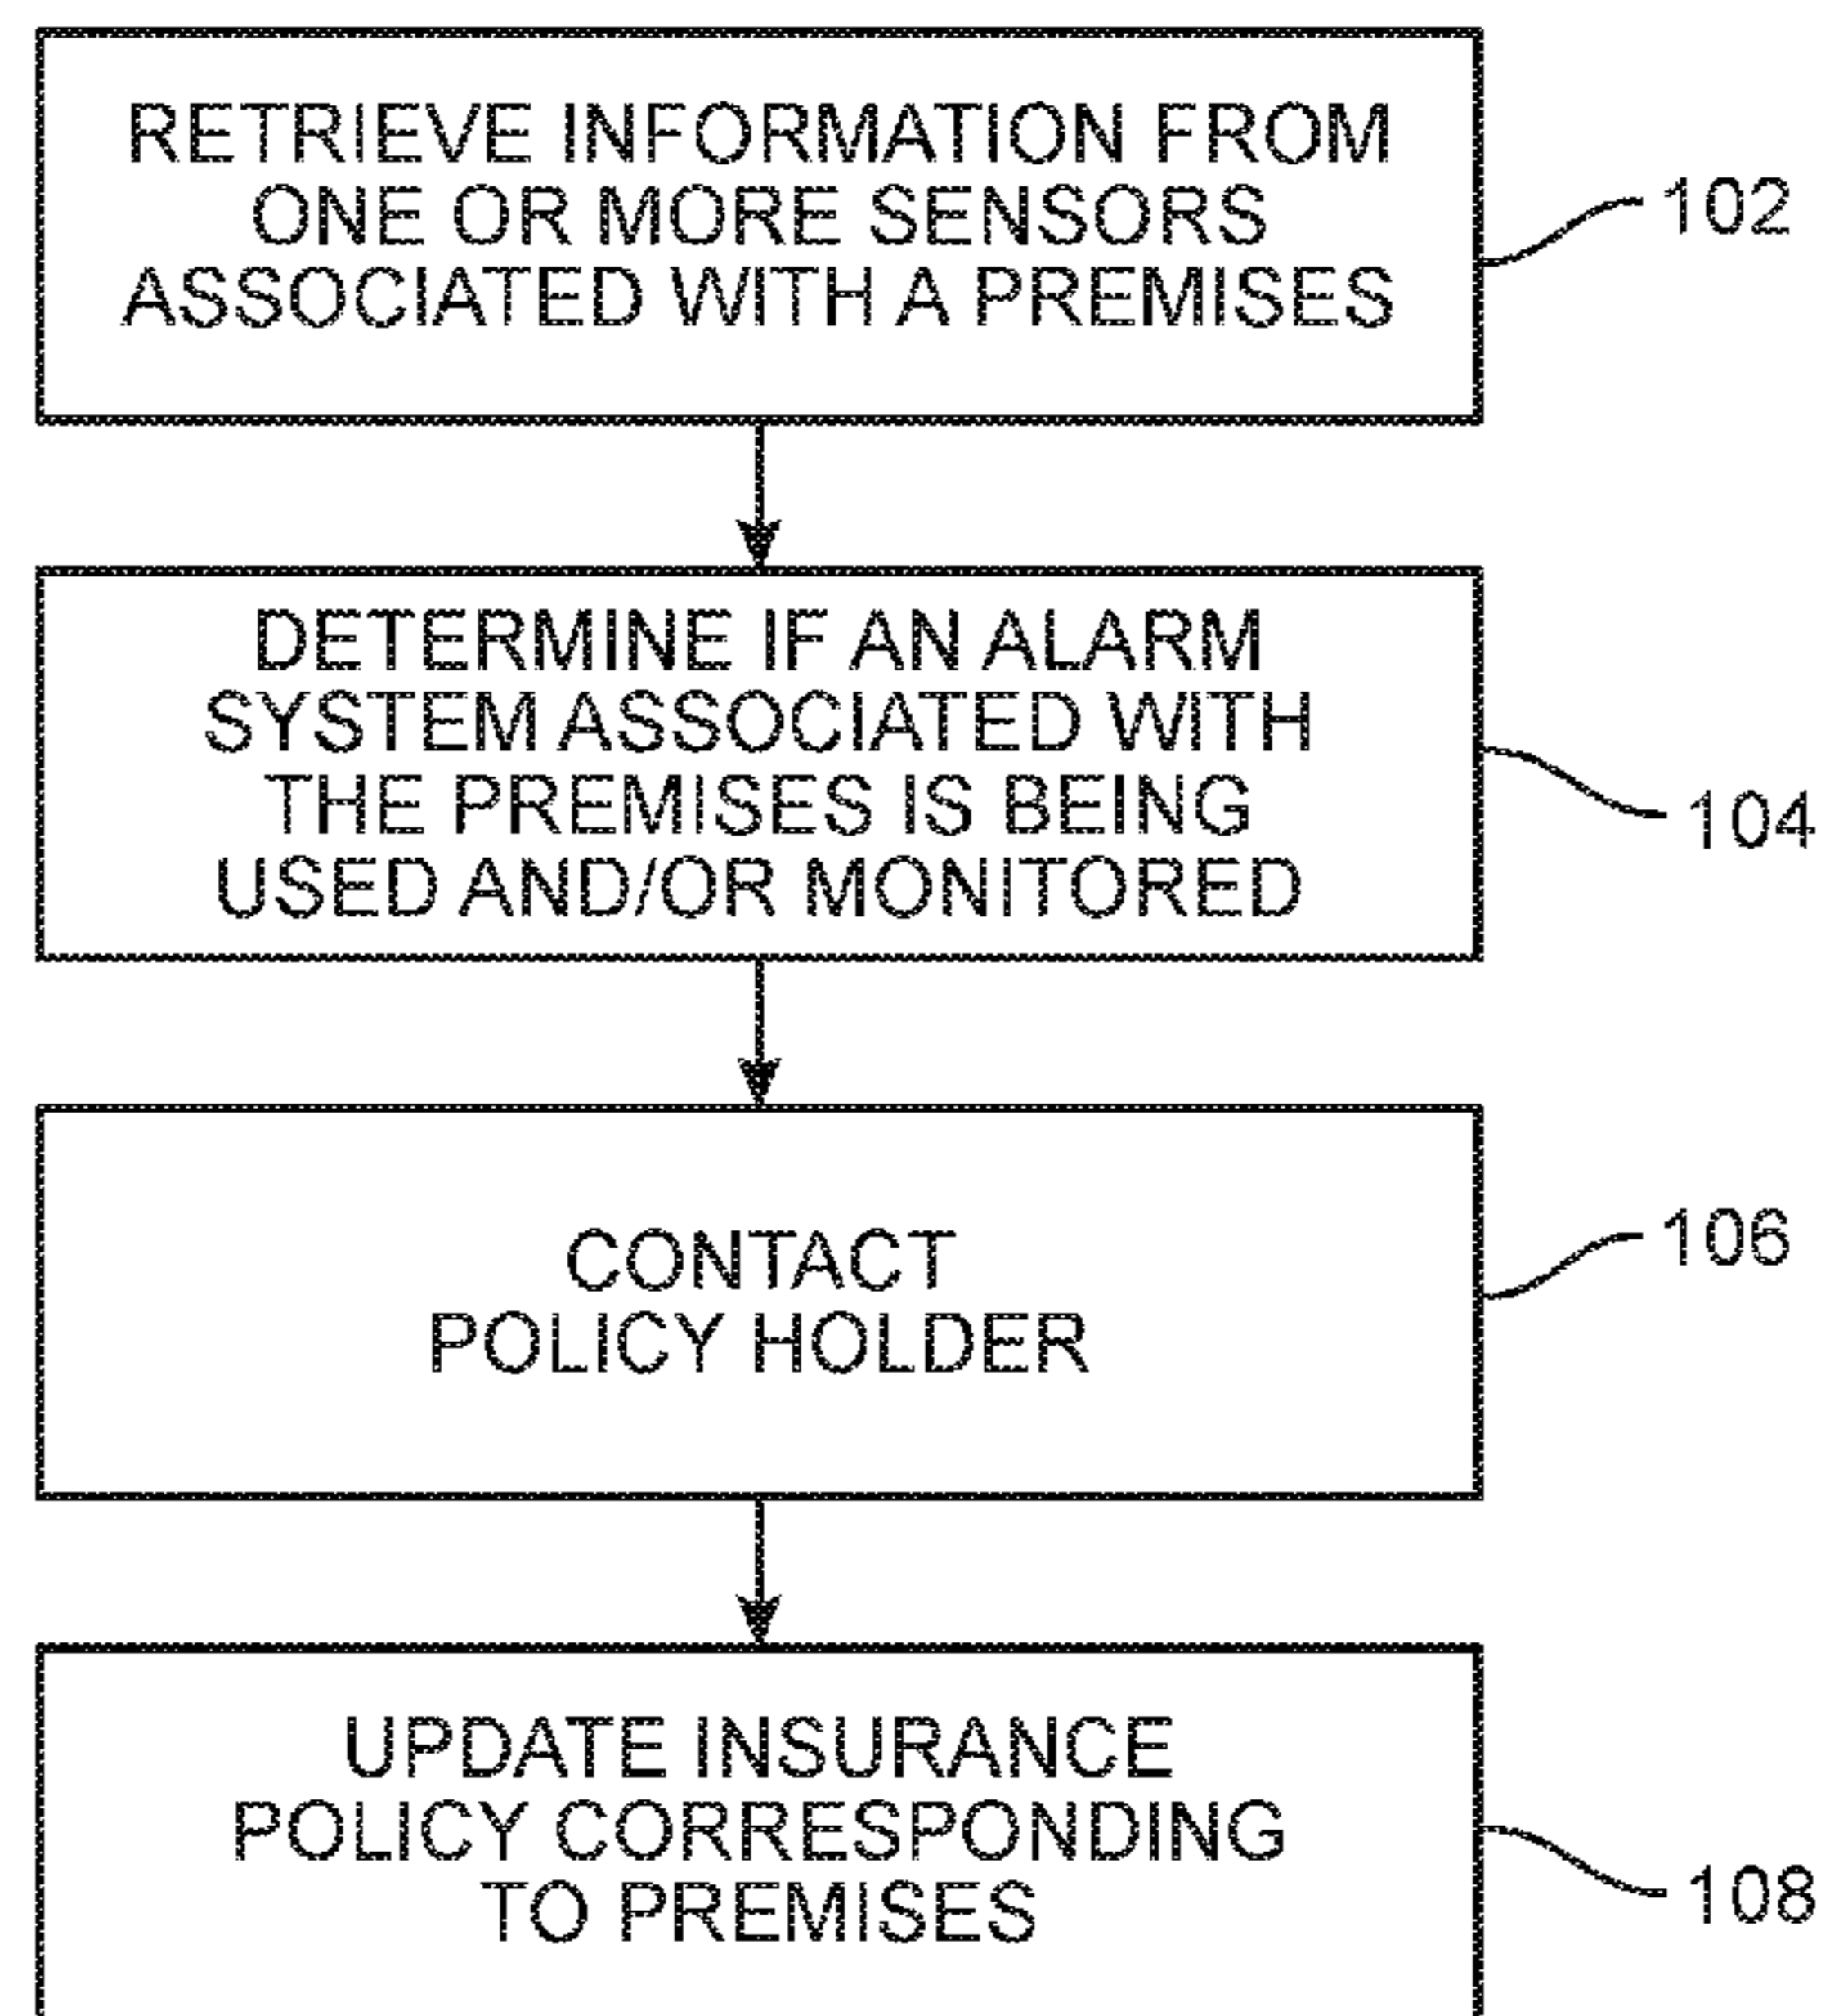 RETRIEVE INFORMATION FROM
ONE OR MORE SENSORS
ASSOCIATED WITH A PREMISES
102
DETERMINE IF AN ALARM
SYSTEM ASSOCIATED WITH
THE PREMISES IS BEING
USED AND/OR MONITORED
104
CONTACT
POLICY HOLDER
106
UPDATE INSURANCE
POLICY CORRESPONDING
TO PREMISES
108